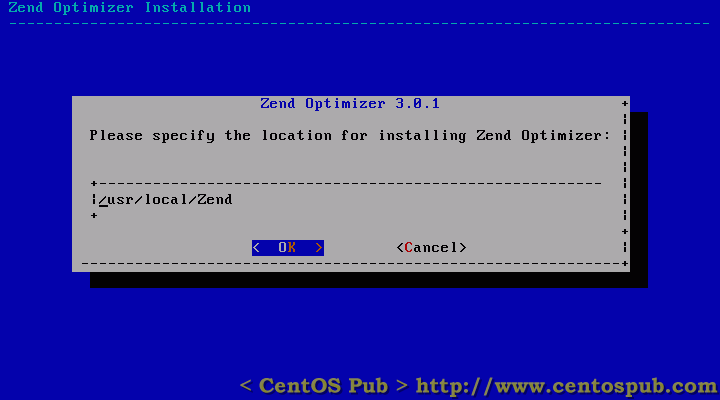 Zend Optimizer Installation
Zend Optimizer 3.0.1
Please specify the location for installing Zend Optimizer:
/usr/local/Zend
< OK > <Cancel>
< CentOS Pub > http://www.centospub.com